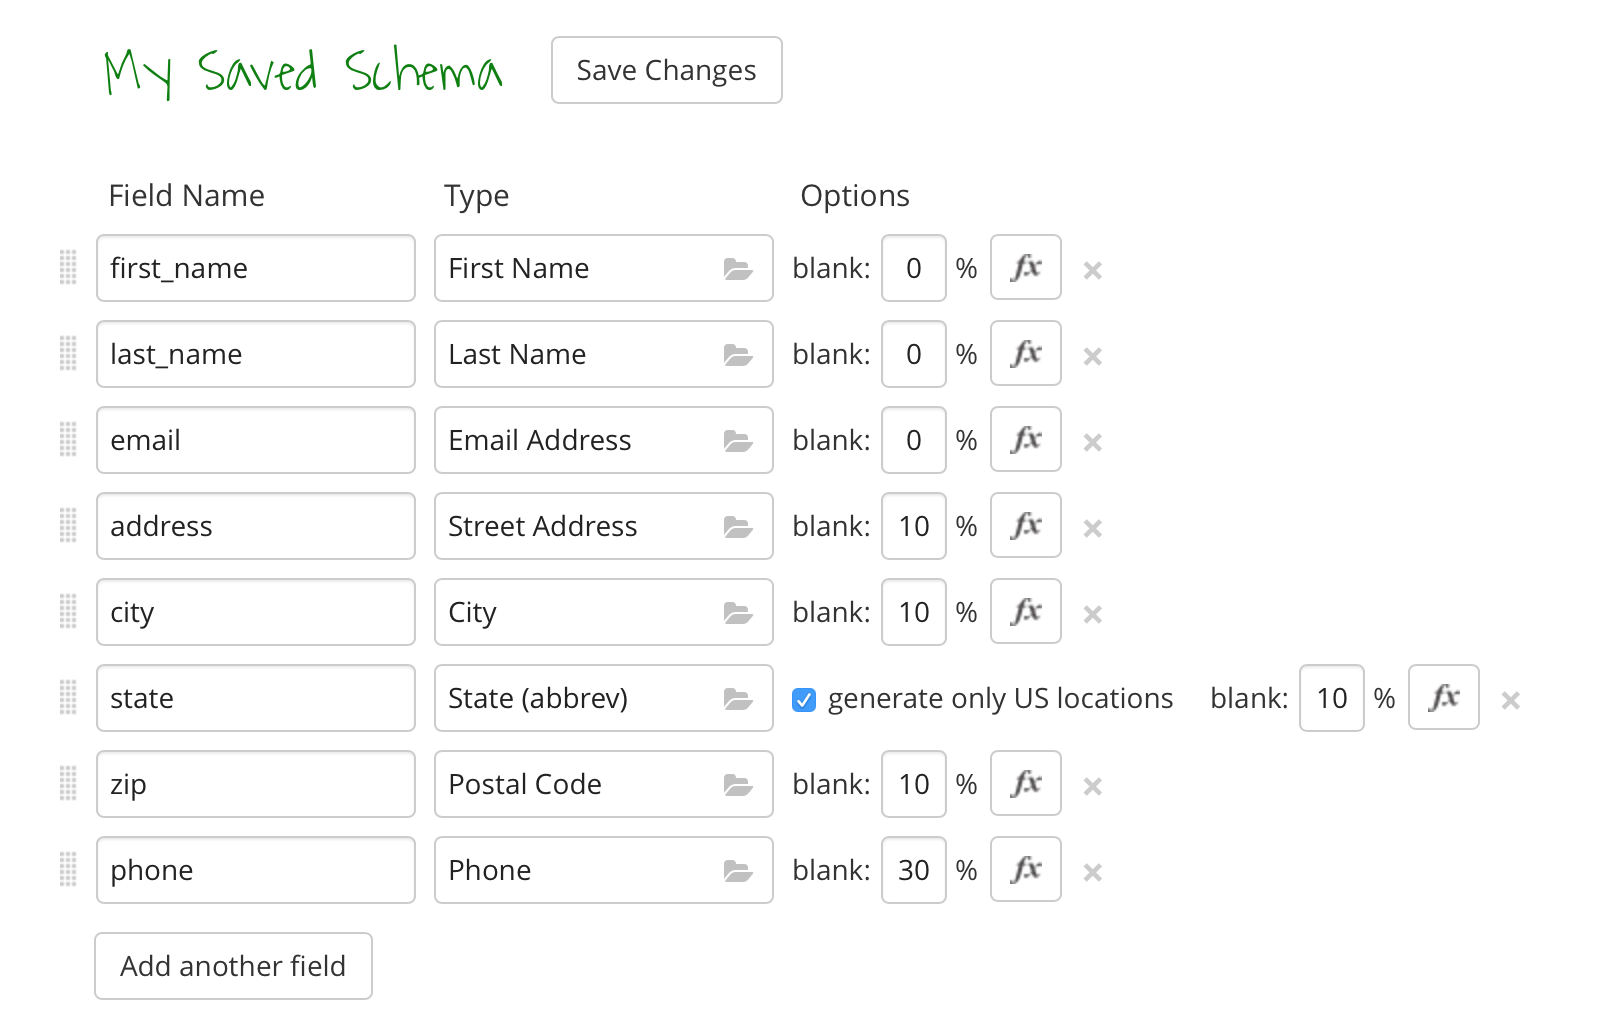 My Saved Schema Save Changes
Field Name Type Options
first_name First Name blank: 0 % fx ×
last_name Last Name blank: 0 % fx ×
email Email Address blank: 0 % fx ×
address Street Address blank: 10 % fx ×
city City blank: 10 % fx ×
state State (abbrev) generate only US locations blank: 10 % fx ×
zip Postal Code blank: 10 % fx ×
phone Phone blank: 30 % fx ×
Add another field